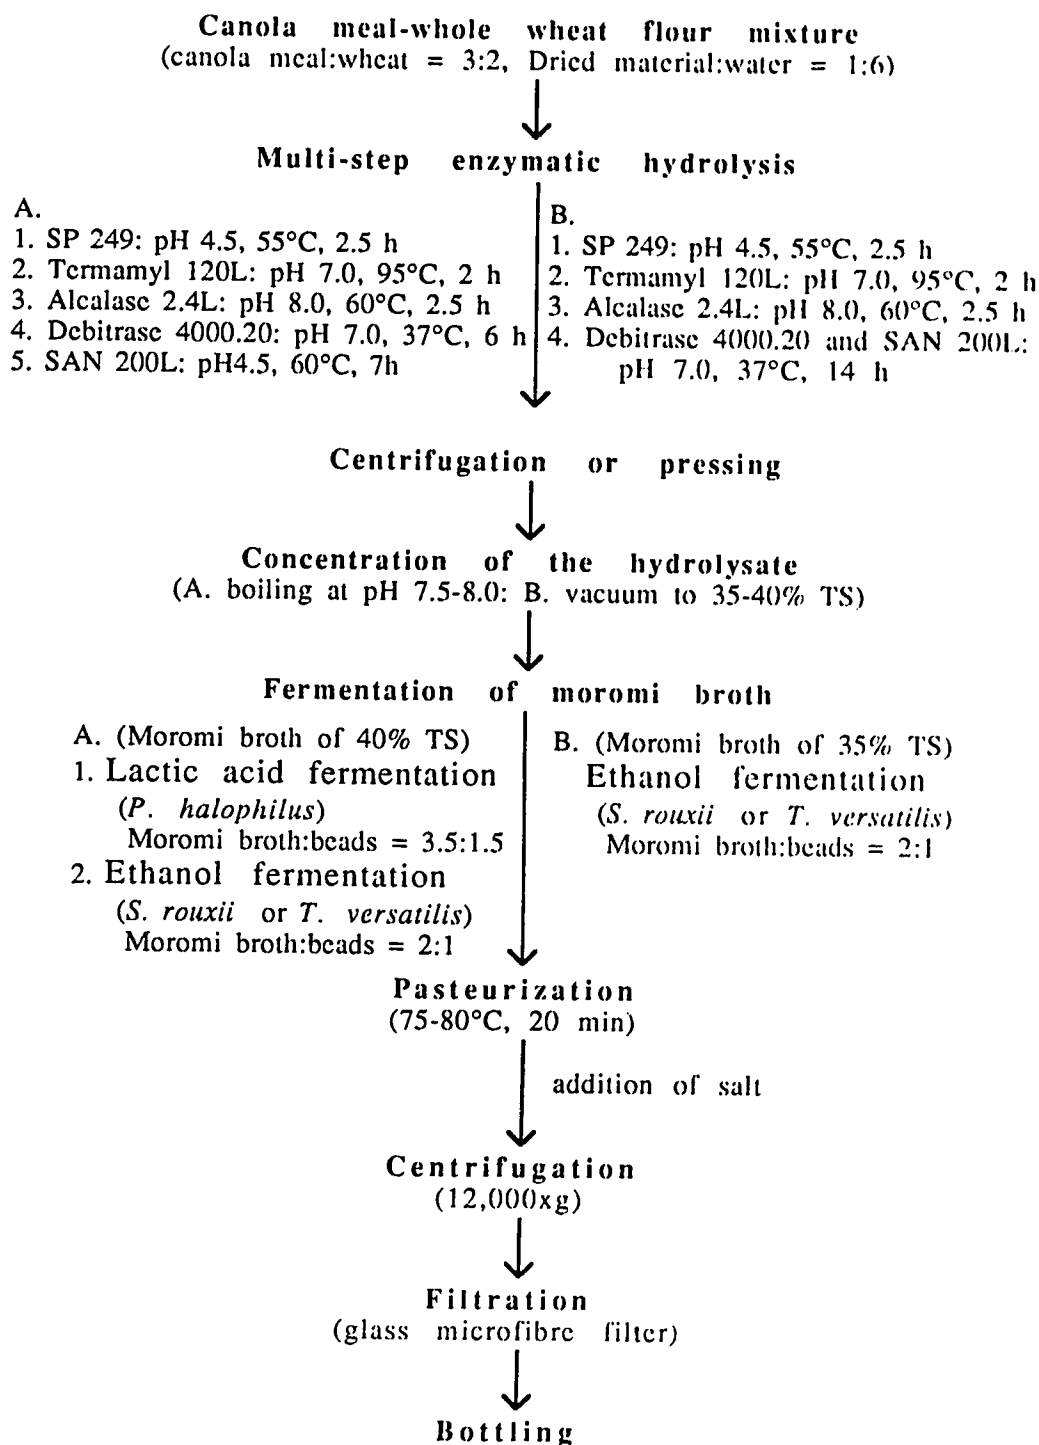 Canola meal-whole wheat flour mixture
(canola meal:wheat = 3:2, Dried material:water = 1:6)
Multi-step enzymatic hydrolysis
A.
1. SP 249: pH 4.5, 55°C, 2.5 h
2. Termamyl 120L: pH 7.0, 95°C, 2 h
3. Alcalase 2.4L: pH 8.0, 60°C, 2.5 h
4. Debitrase 4000.20: pH 7.0, 37°C, 6 h
5. SAN 200L: pH4.5, 60°C, 7h
B.
1. SP 249: pH 4.5, 55°C, 2.5 h
2. Termamyl 120L: pH 7.0, 95°C, 2 h
3. Alcalase 2.4L: pH 8.0, 60°C, 2.5 h
4. Debitrase 4000.20 and SAN 200L:
pH 7.0, 37°C, 14 h
Centrifugation or pressing
Concentration of the hydrolysate
(A. boiling at pH 7.5-8.0: B. vacuum to 35-40% TS)
Fermentation of moromi broth
A. (Moromi broth of 40% TS)
1. Lactic acid fermentation
(P. halophilus)
Moromi broth:beads = 3.5:1.5
2. Ethanol fermentation
(S. rouxii or T. versatilis)
Moromi broth:beads = 2:1
B. (Moromi broth of 35% TS)
Ethanol fermentation
(S. rouxii or T. versatilis)
Moromi broth:beads = 2:1
Pasteurization
(75-80°C, 20 min)
addition of salt
Centrifugation
(12,000xg)
Filtration
(glass microfibre filter)
Bottling